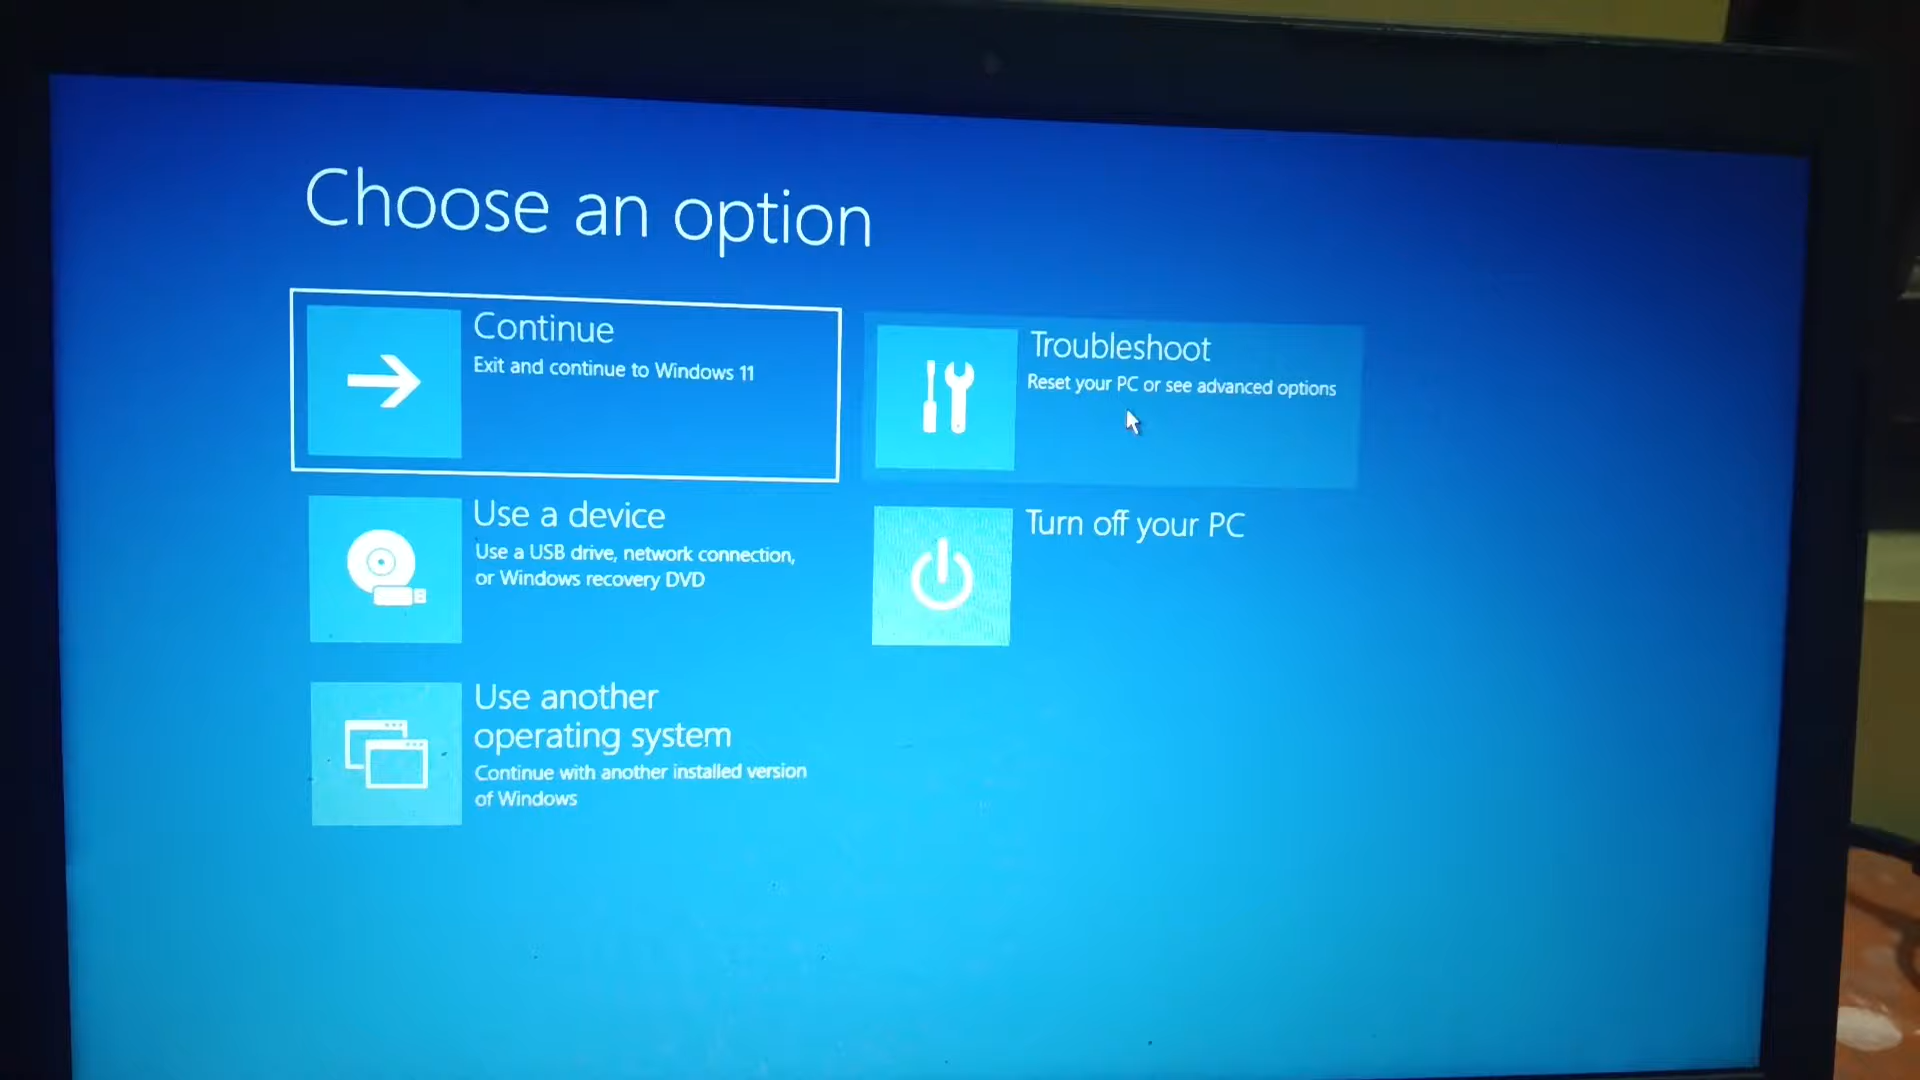 Choose an option
Continue
Exit and continue to Windows 11
Troubleshoot
Reset your PC or see advanced options
Use a device
Use a USB drive, network connection,
or Windows recovery DVD
Turn off your PC
Use another
operating system
Continue with another installed version
of Windows